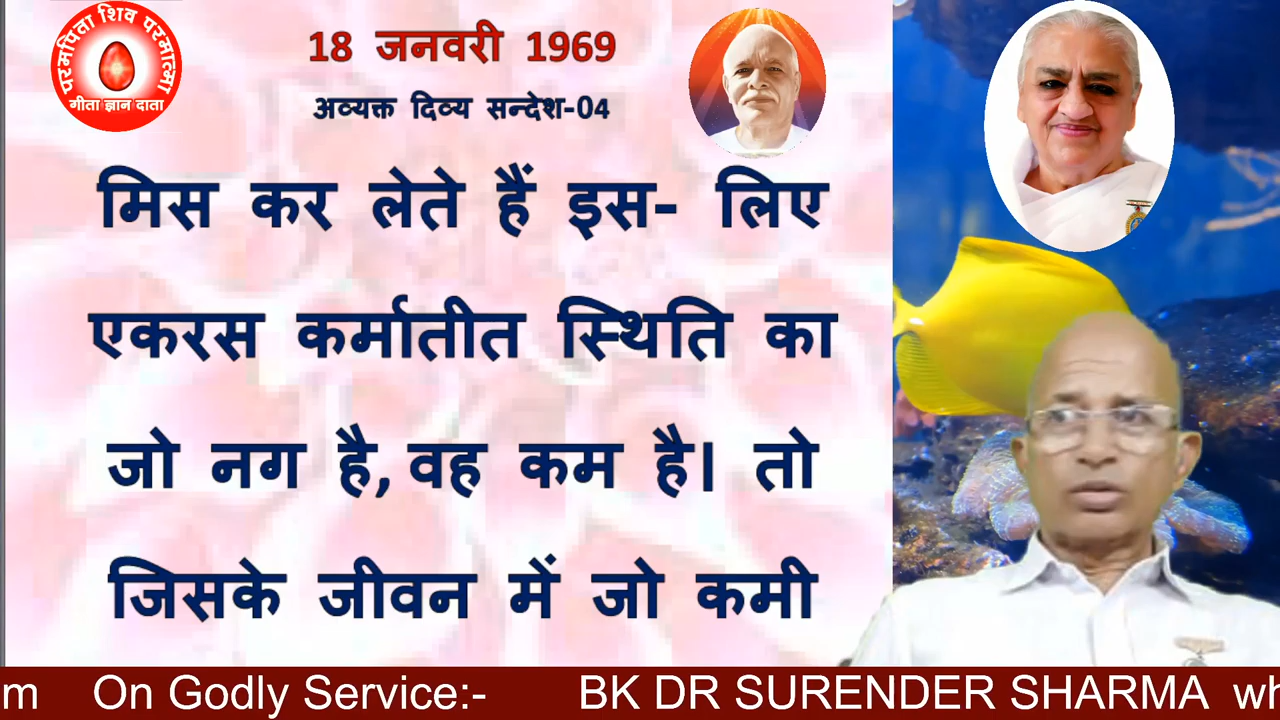 परमपिता शिव परमात्मा
गीता ज्ञान दाता
18 जनवरी 1969
अव्यक्त दिव्य सन्देश-04
मिस कर लेते हैं इस- लिए
एकरस कर्मातीत स्थिति का
जो नग है, वह कम है। तो
जिसके जीवन में जो कमी
m On Godly Service:- BK DR SURENDER SHARMA wh